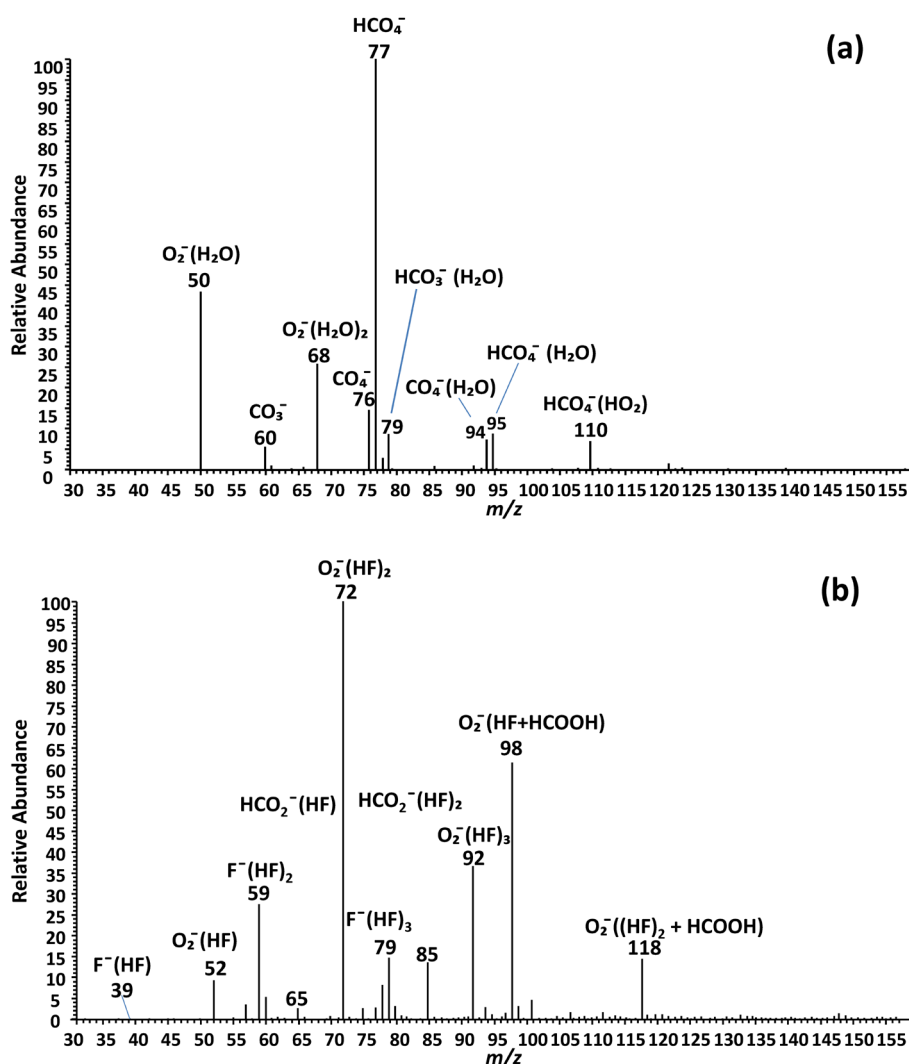 HCO₄⁻
77
(a)
100
95
90
85
80
75
70
65
60
55
50
45
40
35
30
25
20
15
10
5
0
Relative Abundance
O₂⁻(H₂O)
50
HCO₃⁻ (H₂O)
O₂⁻(H₂O)₂
68
HCO₄⁻ (H₂O)
CO₄⁻
76
CO₄⁻(H₂O)
CO₃⁻
60
79
94
95
HCO₄⁻(HO₂)
110
30 35 40 45 50 55 60 65 70 75 80 85 90 95 100 105 110 115 120 125 130 135 140 145 150 155
m/z
O₂⁻(HF)₂
72
(b)
100
95
90
85
80
75
70
65
60
55
50
45
40
35
30
25
20
15
10
5
0
Relative Abundance
O₂⁻(HF+HCOOH)
98
HCO₂⁻(HF)
HCO₂⁻(HF)₂
O₂⁻(HF)₃
92
F⁻(HF)₂
59
F⁻(HF)₃
79
O₂⁻(HF)
52
85
O₂⁻((HF)₂ + HCOOH)
118
F⁻(HF)
39
65
30 35 40 45 50 55 60 65 70 75 80 85 90 95 100 105 110 115 120 125 130 135 140 145 150 155
m/z